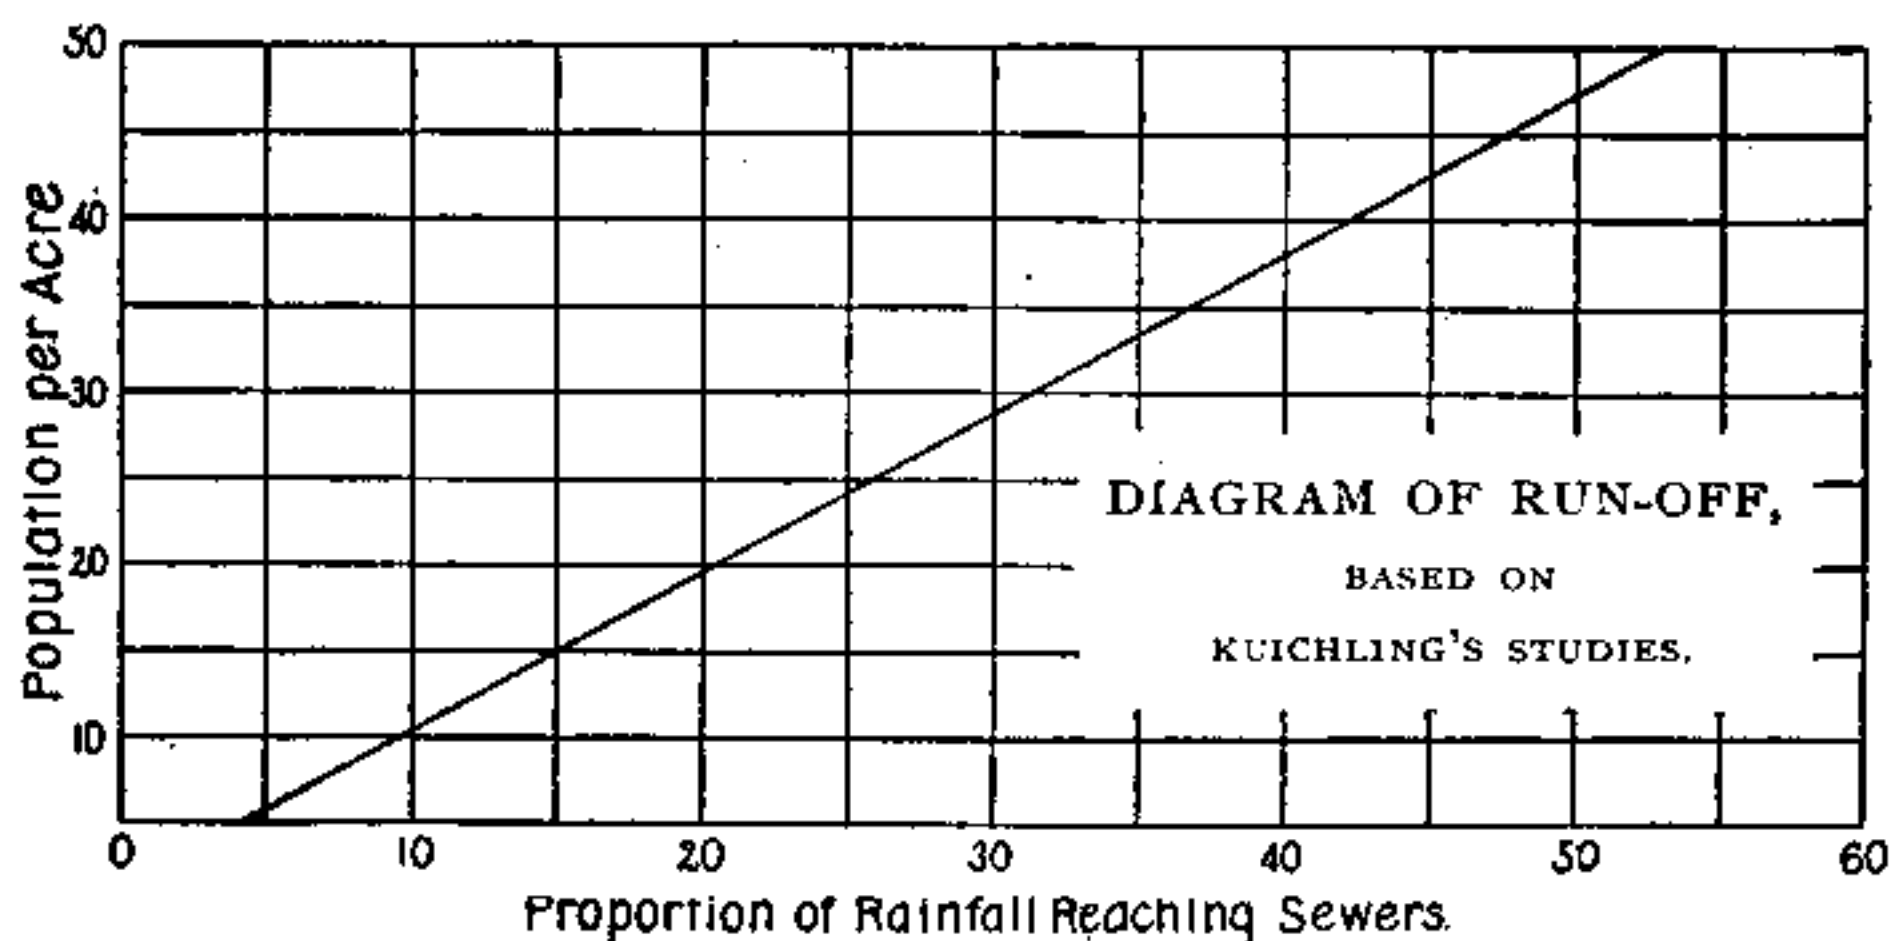 50
40
30
20
10
Population per Acre
0 10 20 30 40 50 60
Proportion of Rainfall Reaching Sewers.
DIAGRAM OF RUN-OFF,
BASED ON
KUICHLING'S STUDIES.